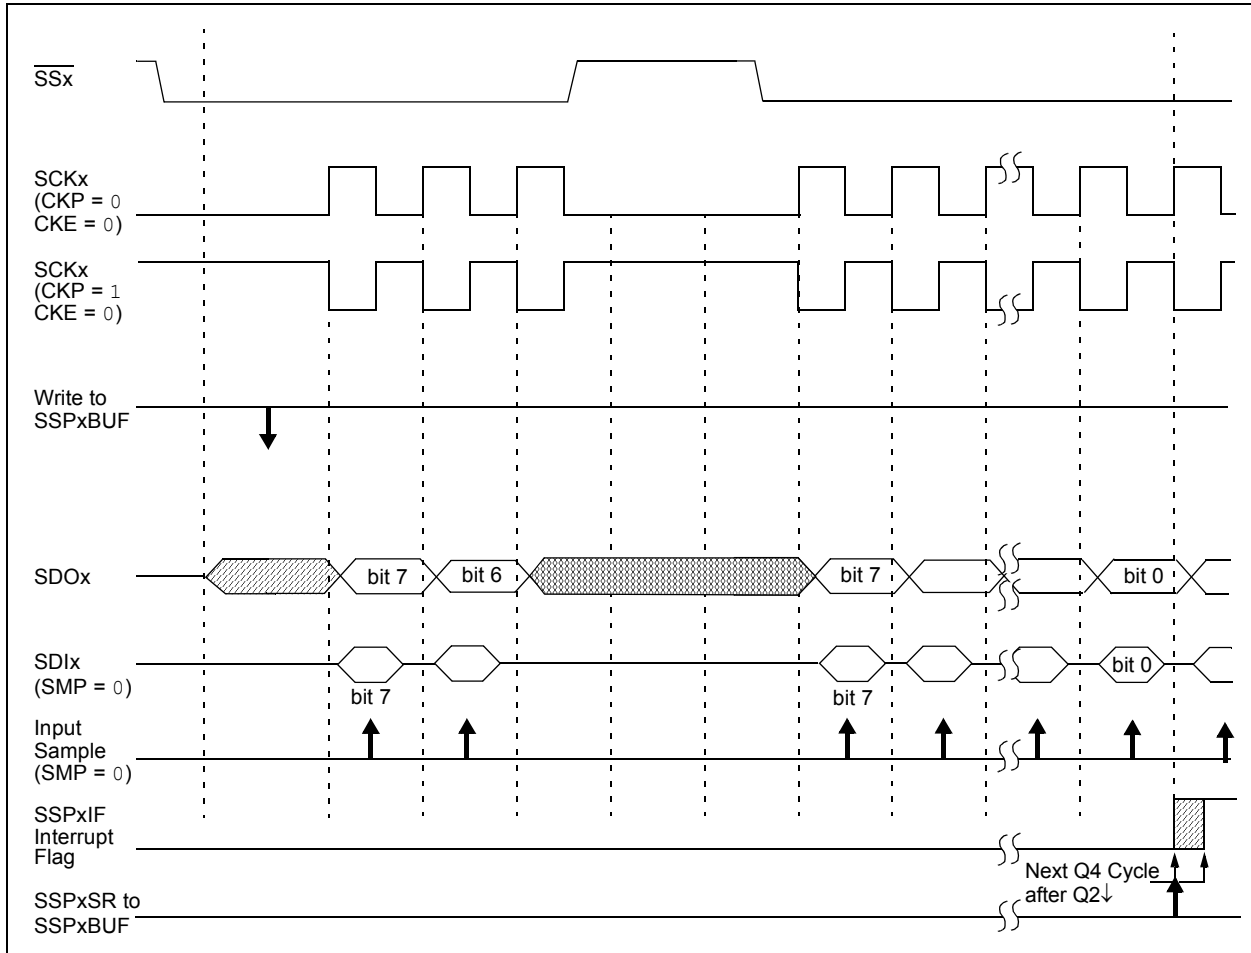 SSx
SCKx
(CKP = 0
CKE = 0)
SCKx
(CKP = 1
CKE = 0)
Write to
SSPxBUF
SDOx
bit 7
bit 6
bit 7
bit 0
SDIx
(SMP = 0)
bit 7
bit 7
bit 0
Input
Sample
(SMP = 0)
SSPxIF
Interrupt
Flag
Next Q4 Cycle
after Q2↓
SSPxSR to
SSPxBUF